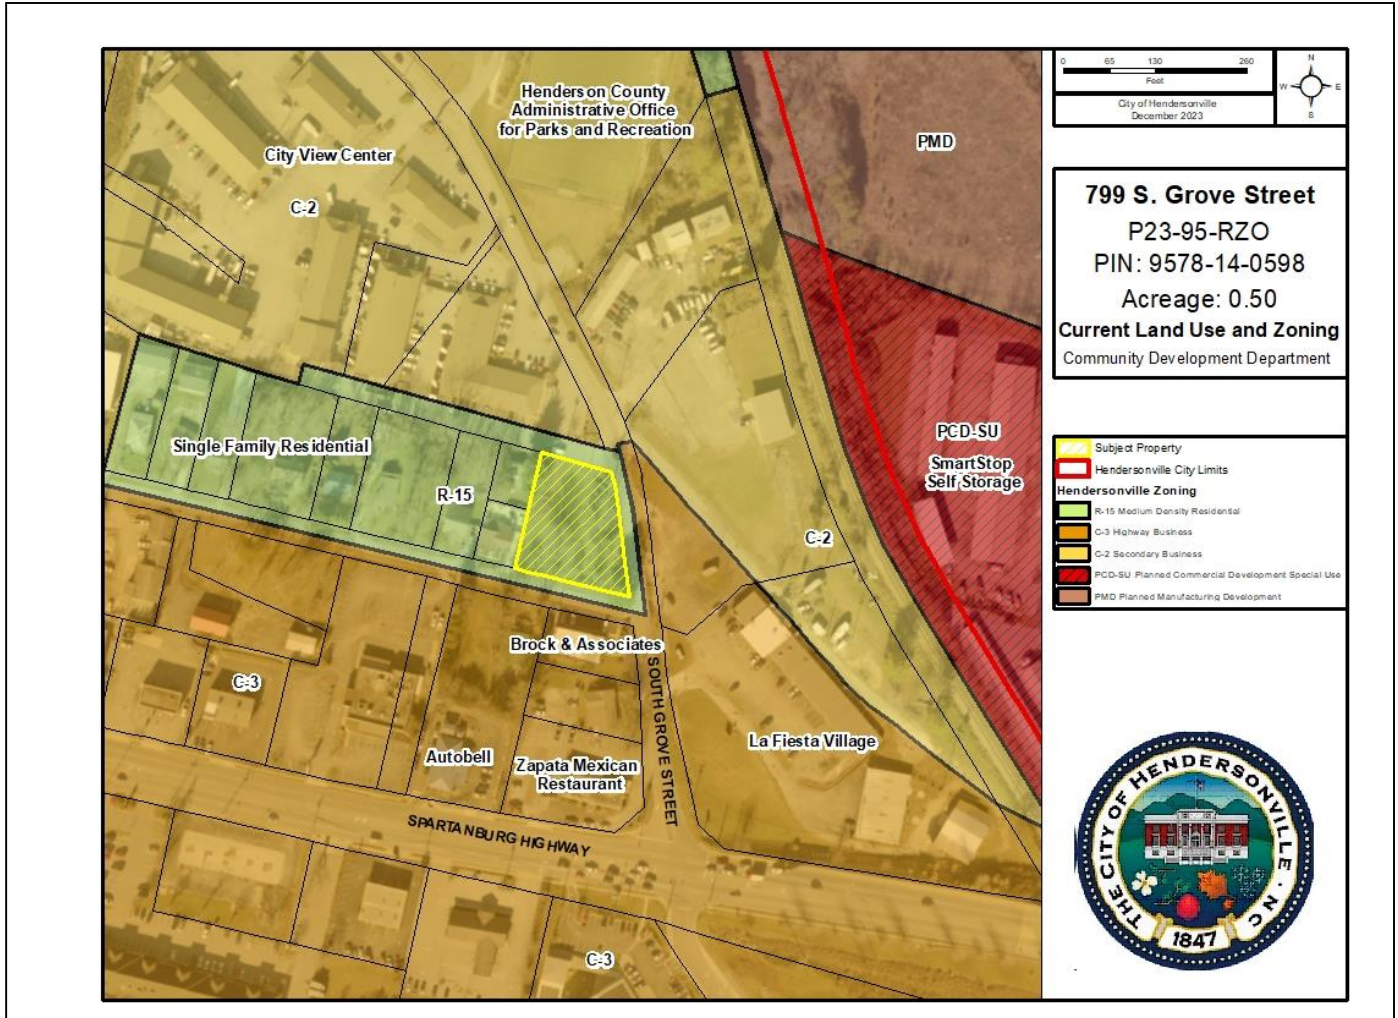 Henderson County
Administrative Office
for Parks and Recreation
City View Center
C-2
PMD
Single Family Residential
R-15
PCD-SU
SmartStop
Self Storage
C-2
Brock & Associates
C-3
SOUTH GROVE STREET
La Fiesta Village
Autobell
Zapata Mexican
Restaurant
SPARTANBURG HIGHWAY
C-3
0 65 130 260
Feet
City of Hendersonville
December 2023
N
W E
S
799 S. Grove Street
P23-95-RZO
PIN: 9578-14-0598
Acreage: 0.50
Current Land Use and Zoning
Community Development Department
Subject Property
Hendersonville City Limits
Hendersonville Zoning
R-15 Medium Density Residential
C-3 Highway Business
C-2 Secondary Business
PCD-SU Planned Commercial Development Special Use
PMD Planned Manufacturing Development
THE CITY OF HENDERSONVILLE · NC
1847